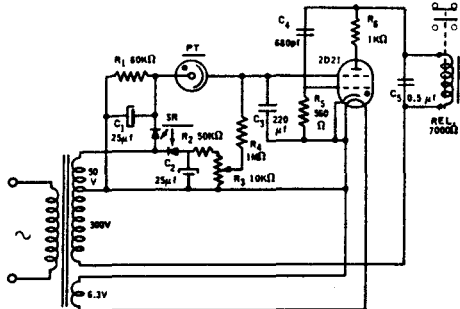 C4
680pf
R6
1KΩ
PT
2D21
R1 60KΩ
C1
25μf
SR
R2 50KΩ
C2
25μf
C3
220
μf
R4
1MΩ
R5
560
Ω
R3 10KΩ
C5 0.5 μf
REL.
7000Ω
50
V
300V
6.3V